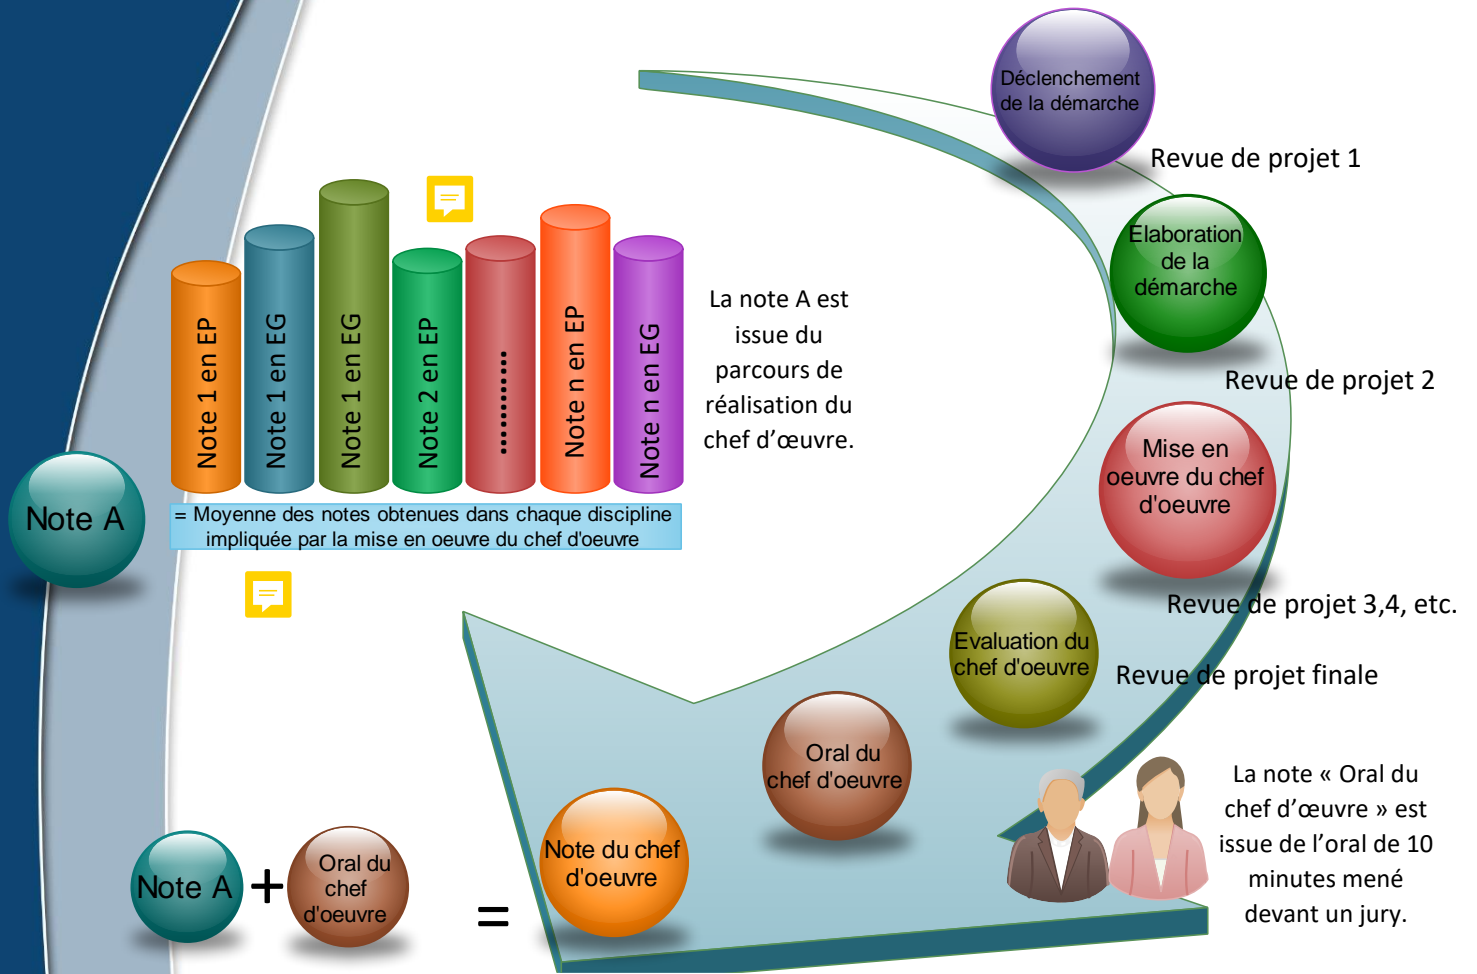 Déclenchement
de la démarche
Revue de projet 1
Elaboration
de la
démarche
Revue de projet 2
Mise en
oeuvre du chef
d'oeuvre
Revue de projet 3,4, etc.
Evaluation du
chef d'oeuvre
Revue de projet finale
Oral du
chef d'oeuvre
La note « Oral du
chef d’œuvre » est
issue de l’oral de 10
minutes mené
devant un jury.
Note 1 en EP
Note 1 en EG
Note 1 en EG
Note 2 en EP
............
Note n en EP
Note n en EG
La note A est
issue du
parcours de
réalisation du
chef d’œuvre.
Note A
= Moyenne des notes obtenues dans chaque discipline
impliquée par la mise en oeuvre du chef d'oeuvre
Note A
+
Oral du
chef
d'oeuvre
=
Note du chef
d'oeuvre